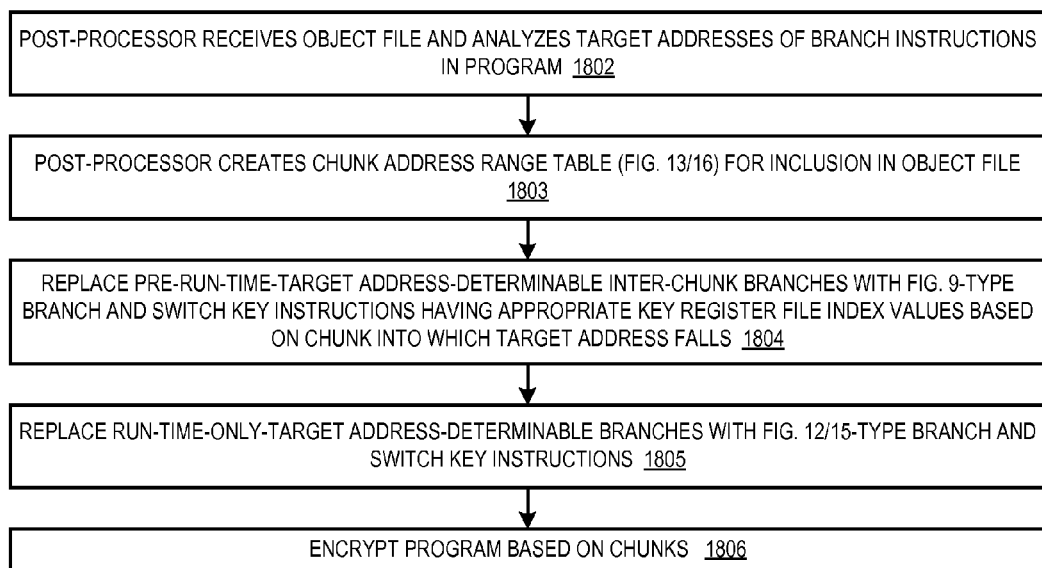 POST-PROCESSOR RECEIVES OBJECT FILE AND ANALYZES TARGET ADDRESSES OF BRANCH INSTRUCTIONS
IN PROGRAM 1802
POST-PROCESSOR CREATES CHUNK ADDRESS RANGE TABLE (FIG. 13/16) FOR INCLUSION IN OBJECT FILE
1803
REPLACE PRE-RUN-TIME-TARGET ADDRESS-DETERMINABLE INTER-CHUNK BRANCHES WITH FIG. 9-TYPE
BRANCH AND SWITCH KEY INSTRUCTIONS HAVING APPROPRIATE KEY REGISTER FILE INDEX VALUES BASED
ON CHUNK INTO WHICH TARGET ADDRESS FALLS 1804
REPLACE RUN-TIME-ONLY-TARGET ADDRESS-DETERMINABLE BRANCHES WITH FIG. 12/15-TYPE BRANCH AND
SWITCH KEY INSTRUCTIONS 1805
ENCRYPT PROGRAM BASED ON CHUNKS 1806